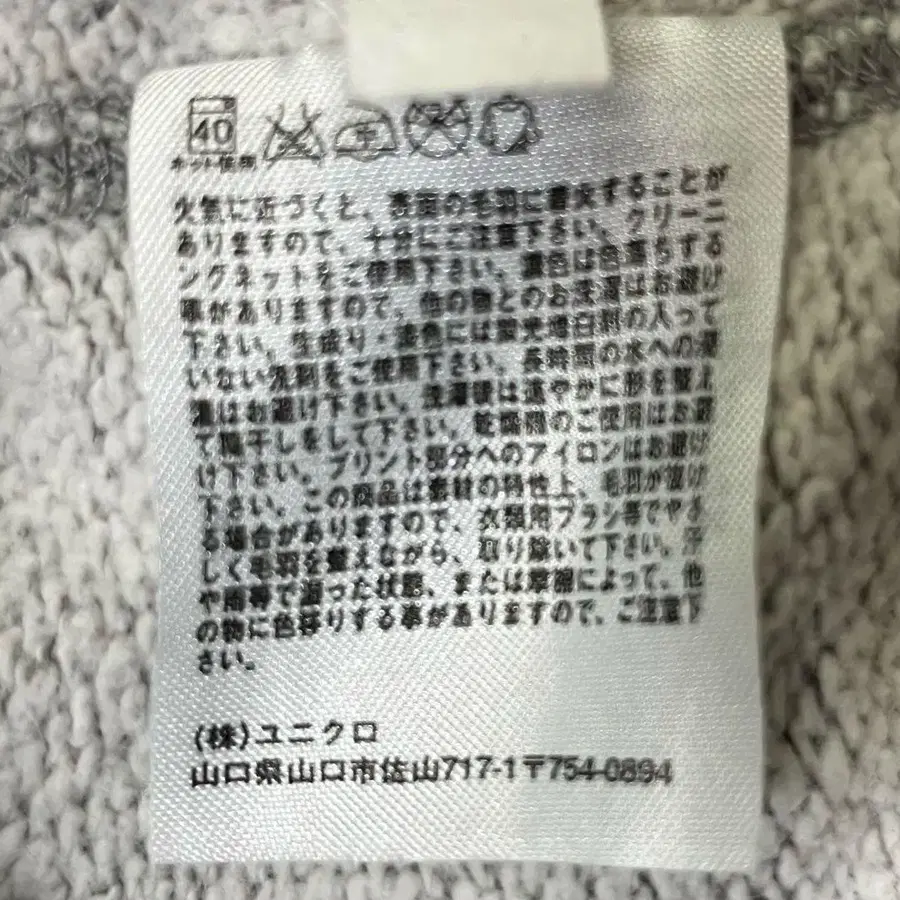 40
ネット使用
火気に近づくと、表面の毛羽に着火することが
ありますので、十分にご注意下さい。クリーニ
ングネットをご使用下さい。濃色は色落ちする
事がありますので、他の物とのお洗濯はお避け
下さい。生成り・淡色には蛍光増白剤の入って
いない洗剤をご使用下さい。長時間の水への浸
漬はお避け下さい。洗濯後は速やかに形を整え
て陰干しをして下さい。乾燥機のご使用はお避
け下さい。プリント部分へのアイロンはお避け
下さい。この商品は素材の特性上、毛羽が抜け
る場合がありますので、衣類用ブラシ等でやさ
しく毛羽を整えながら、取り除いて下さい。汗
や雨等で湿った状態、または摩擦によって、他
の物に色移りする事がありますので、ご注意下
さい。
(株)ユニクロ
山口県山口市佐山717-1〒754-0894